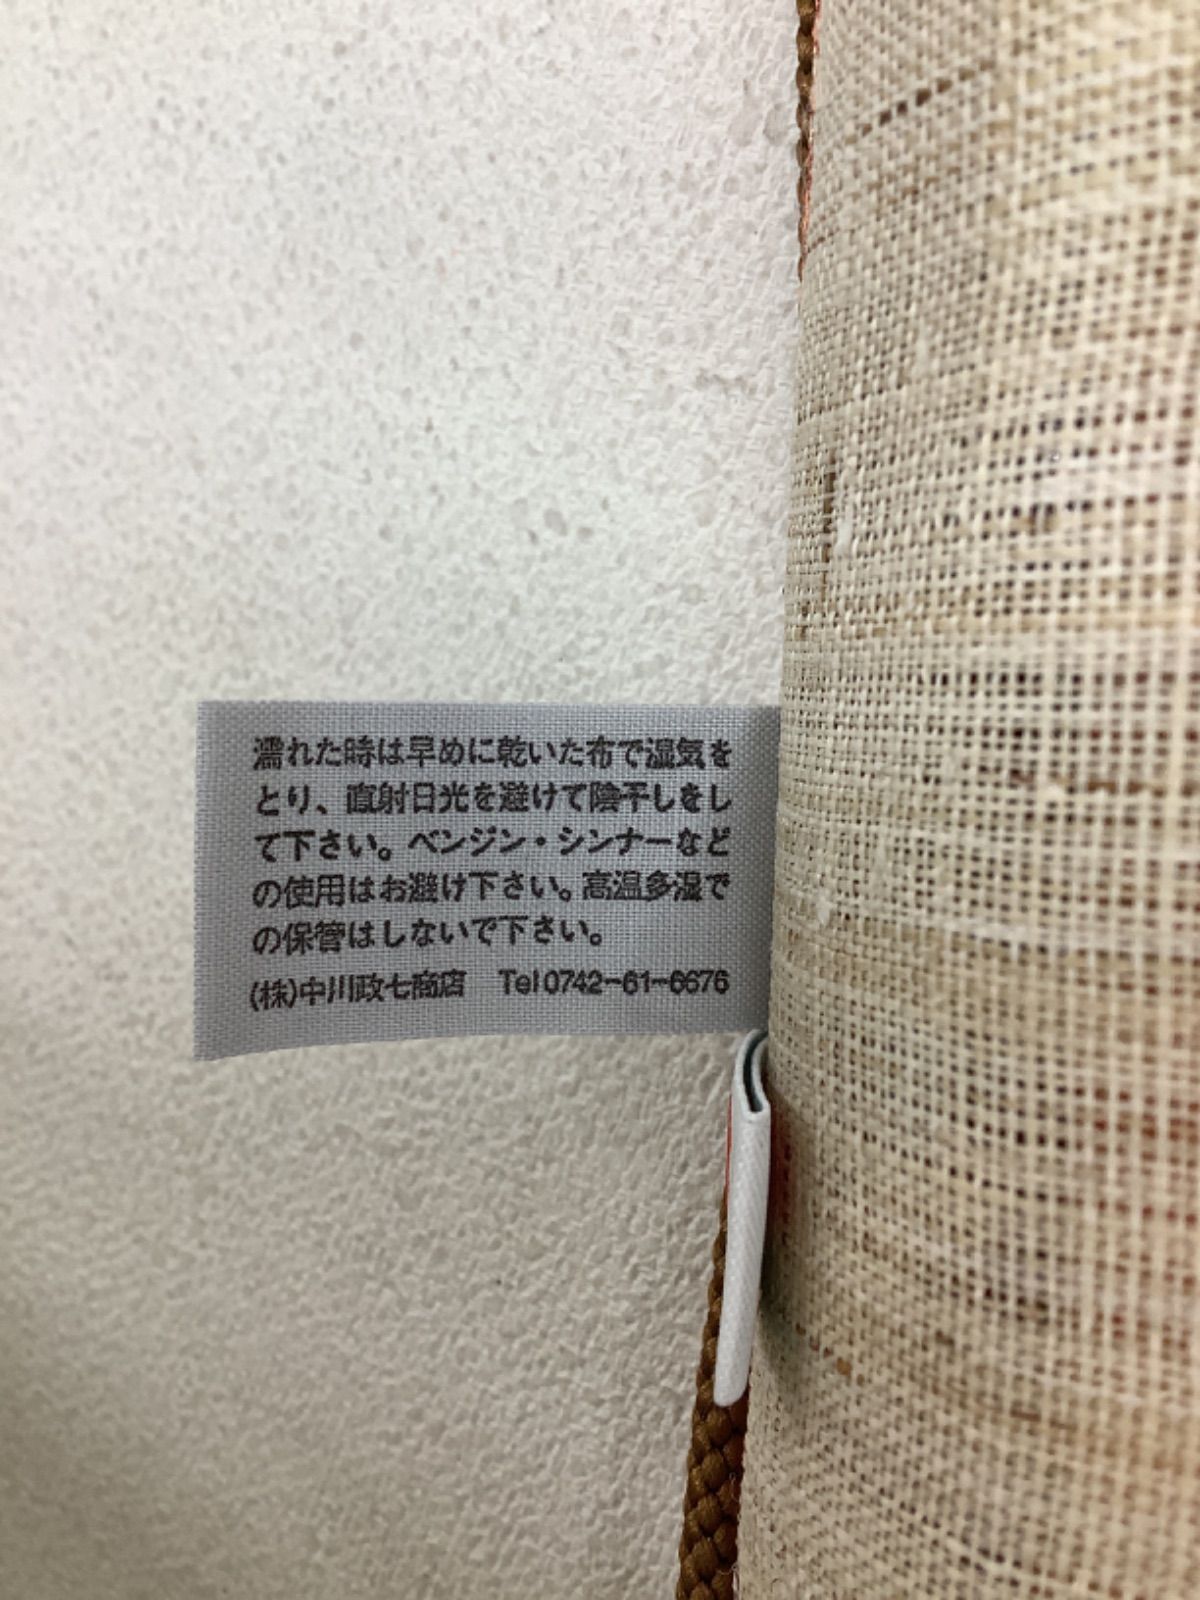 濡れた時は早めに乾いた布で湿気を
とり、直射日光を避けて陰干しをし
て下さい。ベンジン・シンナーなど
の使用はお避け下さい。高温多湿で
の保管はしないで下さい。
(株)中川政七商店　Tel0742-61-6676